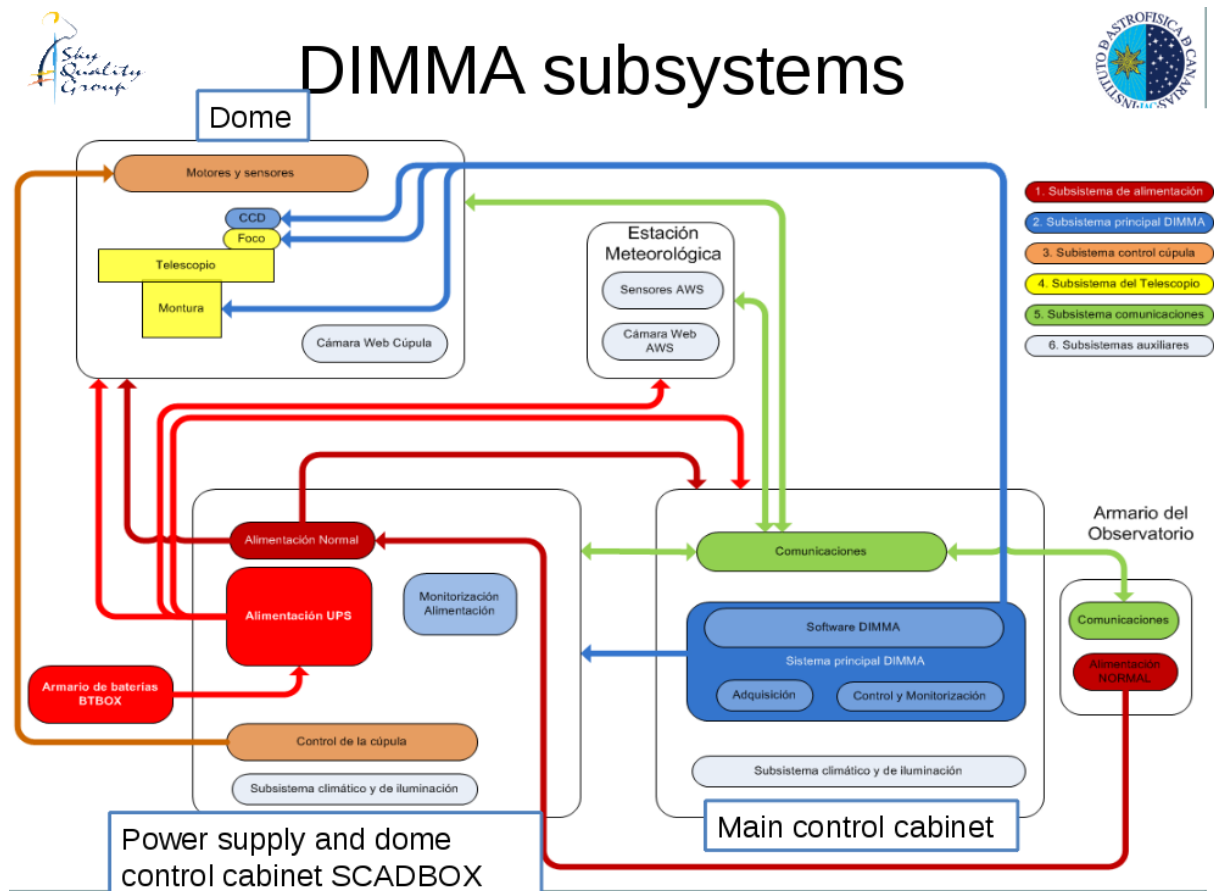 Sky
Quality
Group
DIMMA subsystems
INSTITUTO D ASTROFISICA D CANARIAS
IAC
Dome
Motores y sensores
CCD
Foco
Telescopio
Montura
Cámara Web Cúpula
Estación
Meteorológica
Sensores AWS
Cámara Web
AWS
1. Subsistema de alimentación
2. Subsistema principal DIMMA
3. Subistema control cúpula
4. Subsistema del Telescopio
5. Subsistema comunicaciones
6. Subsistemas auxiliares
Alimentación Normal
Alimentación UPS
Monitorización
Alimentación
Armario de baterías
BTBOX
Control de la cúpula
Subsistema climático y de iluminación
Power supply and dome
control cabinet SCADBOX
Comunicaciones
Software DIMMA
Sistema principal DIMMA
Adquisición
Control y Monitorización
Subsistema climático y de iluminación
Main control cabinet
Armario del
Observatorio
Comunicaciones
Alimentación
NORMAL